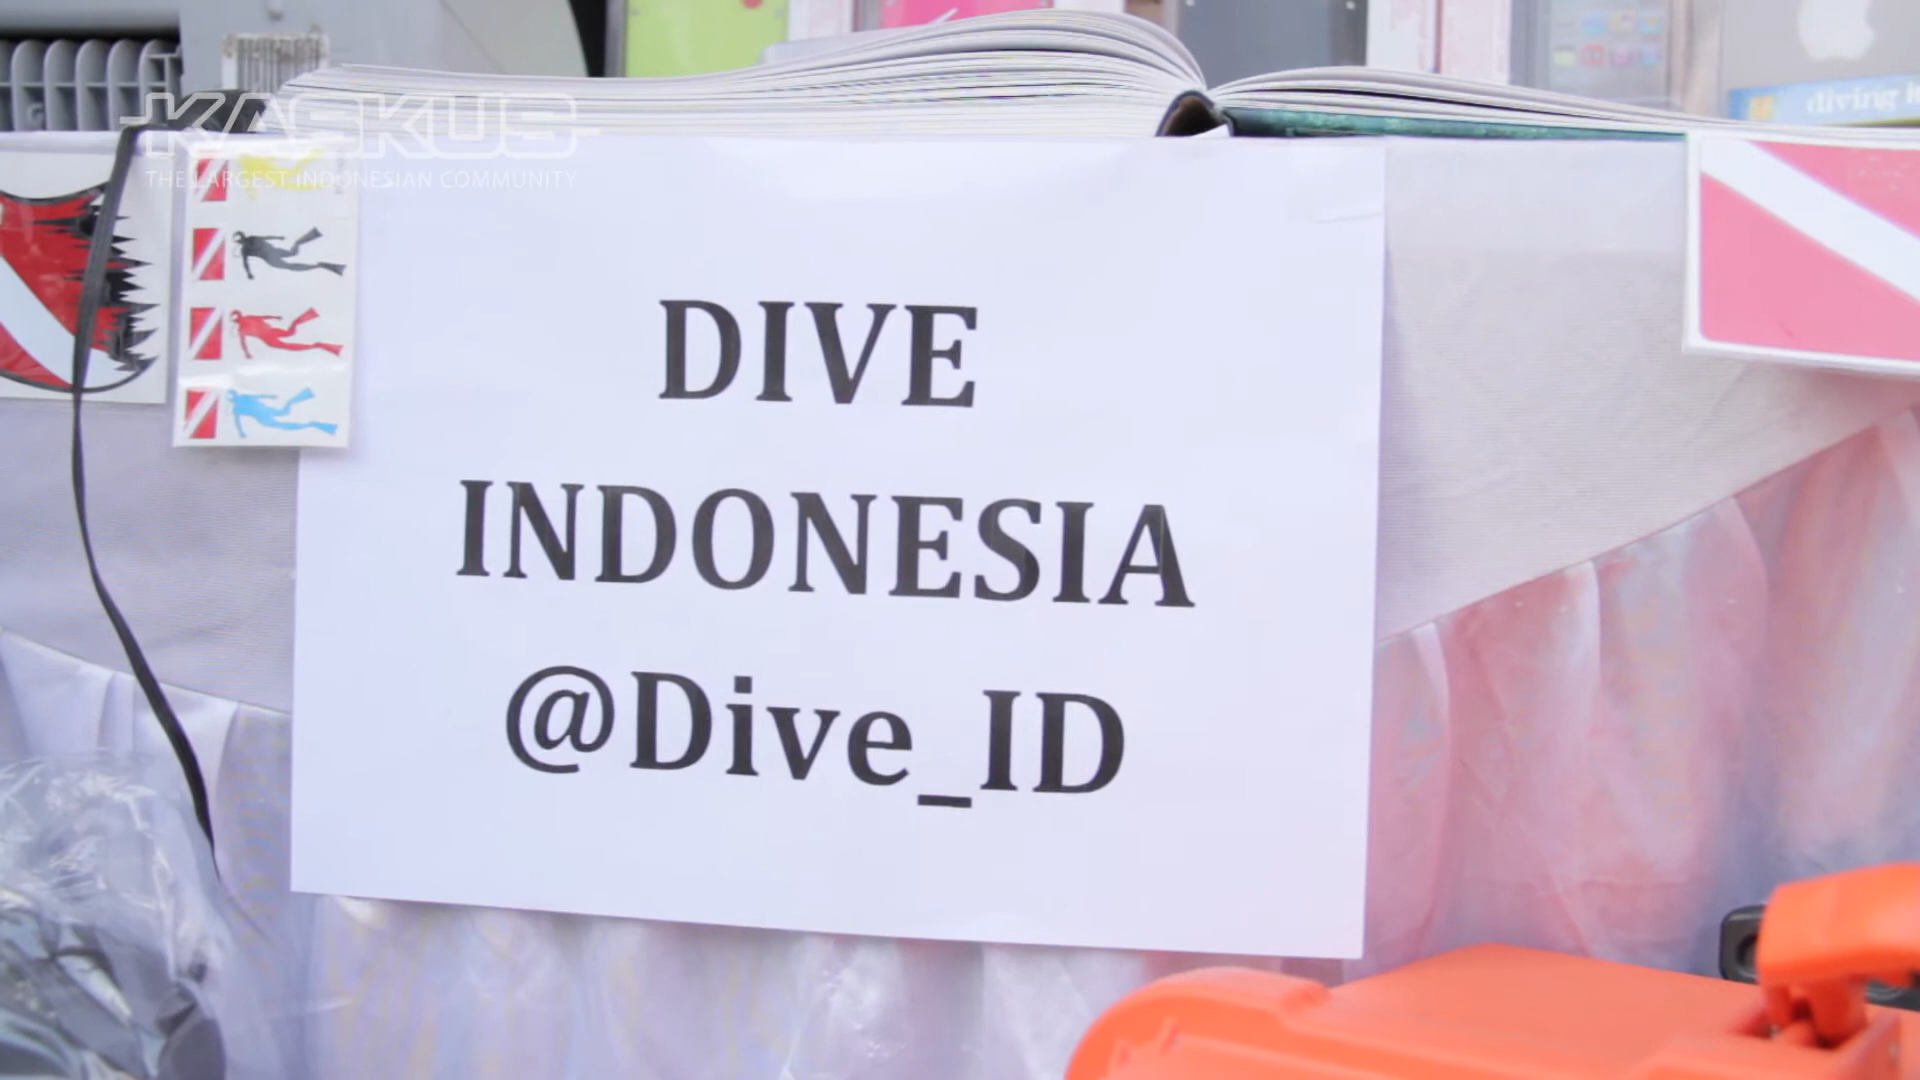 KASKUS
THE LARGEST INDONESIAN COMMUNITY
diving
DIVE
INDONESIA
@Dive_ID